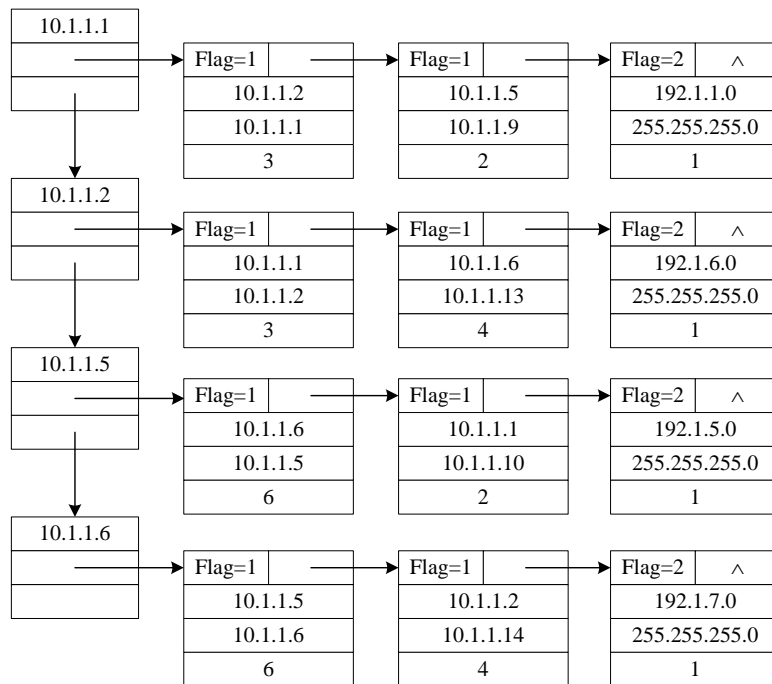 10.1.1.1
Flag=1 Flag=1 Flag=2 ∧
10.1.1.2 10.1.1.5 192.1.1.0
10.1.1.1 10.1.1.9 255.255.255.0
3 2 1
10.1.1.2
Flag=1 Flag=1 Flag=2 ∧
10.1.1.1 10.1.1.6 192.1.6.0
10.1.1.2 10.1.1.13 255.255.255.0
3 4 1
10.1.1.5
Flag=1 Flag=1 Flag=2 ∧
10.1.1.6 10.1.1.1 192.1.5.0
10.1.1.5 10.1.1.10 255.255.255.0
6 2 1
10.1.1.6
Flag=1 Flag=1 Flag=2 ∧
10.1.1.5 10.1.1.2 192.1.7.0
10.1.1.6 10.1.1.14 255.255.255.0
6 4 1